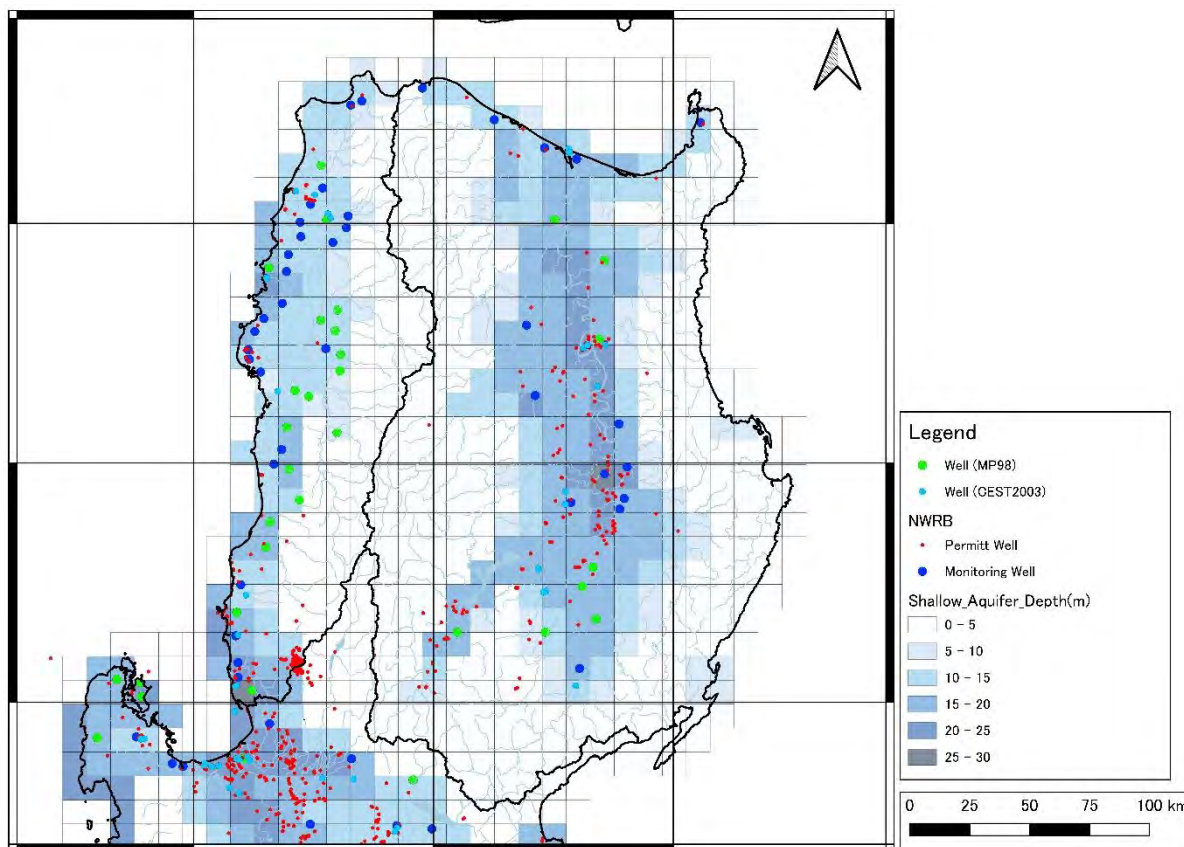 Legend
Well (MP98)
Well (CEST2003)
NWRB
Permitt Well
Monitoring Well
Shallow_Aquifer_Depth(m)
0 - 5
5 - 10
10 - 15
15 - 20
20 - 25
25 - 30
0 25 50 75 100 km